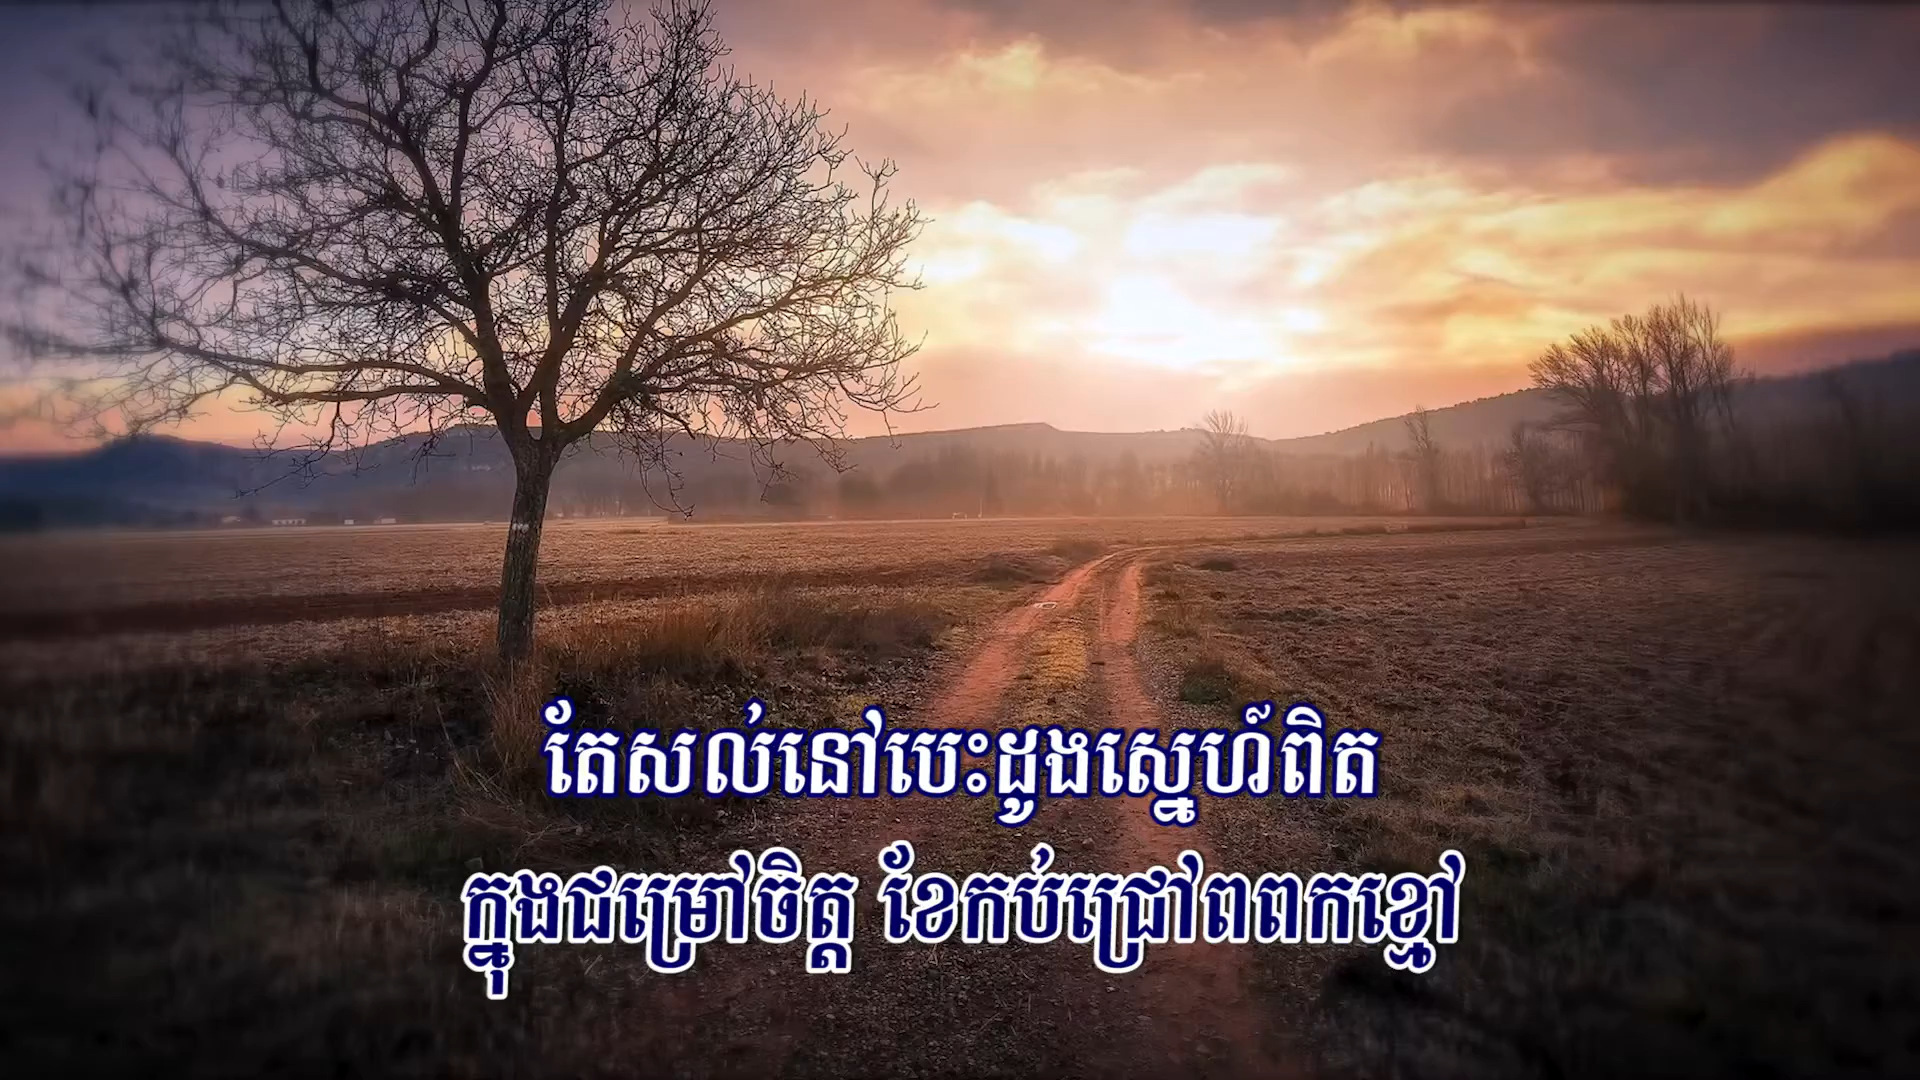 តែសល់នៅបេះដូងស្នេហ៍ពិត
ក្នុងជម្រៅចិត្ត ខែកប់ជ្រៅពពកខ្មៅ